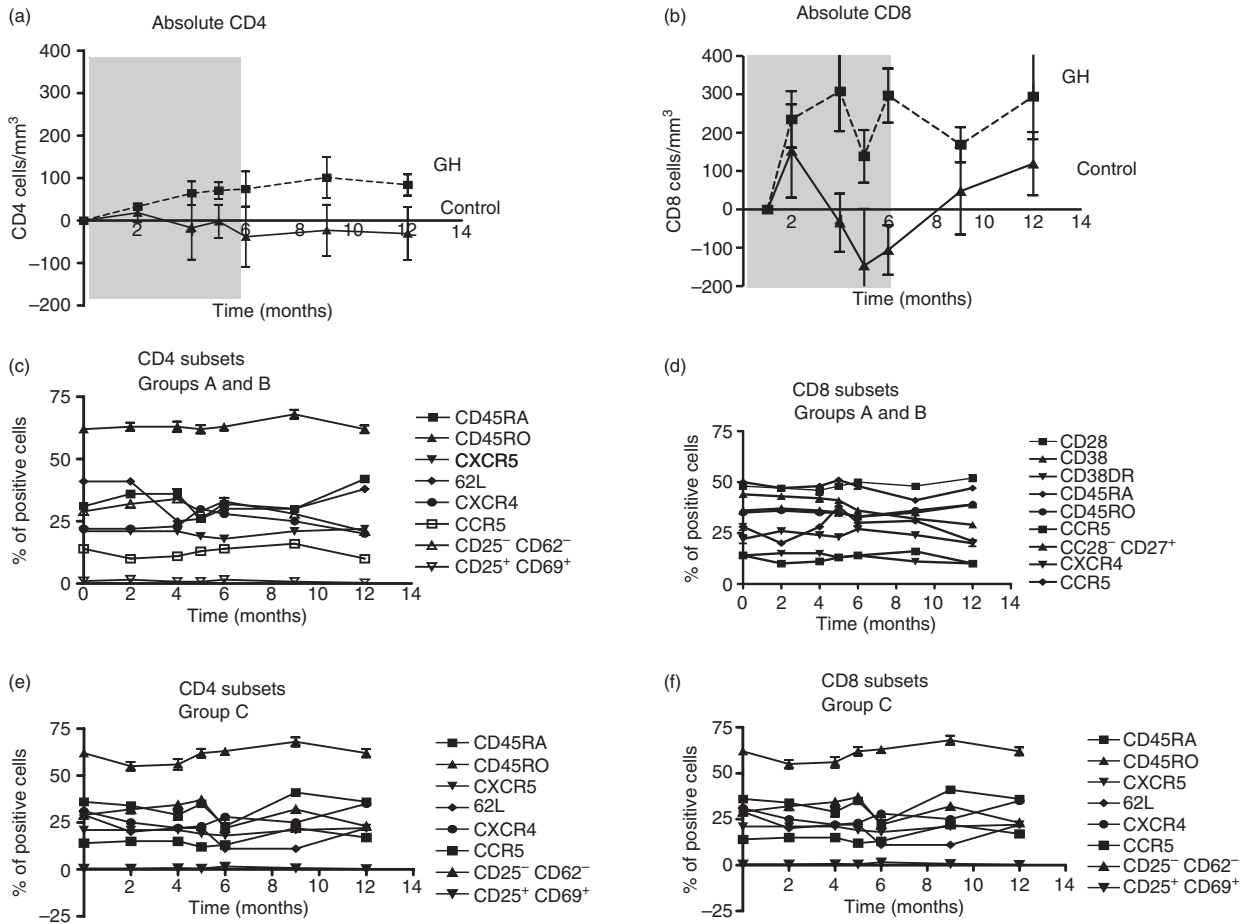 (a)
Absolute CD4
400
300
200
100
0
–100
–200
CD4 cells/mm³
2
4
6
8
10
12
14
GH
Control
Time (months)
(b)
Absolute CD8
400
300
200
100
0
–100
–200
CD8 cells/mm³
2
4
6
8
10
12
14
GH
Control
Time (months)
(c)
CD4 subsets
Groups A and B
75
50
25
0
% of positive cells
0 2 4 6 8 10 12 14
Time (months)
CD45RA
CD45RO
CXCR5
62L
CXCR4
CCR5
CD25⁻ CD62⁻
CD25⁺ CD69⁺
(d)
CD8 subsets
Groups A and B
75
50
25
0
% of positive cells
0 2 4 6 8 10 12 14
Time (months)
CD28
CD38
CD38DR
CD45RA
CD45RO
CCR5
CC28⁻ CD27⁺
CXCR4
CCR5
(e)
CD4 subsets
Group C
75
50
25
0
–25
% of positive cells
2 4 6 8 10 12 14
Time (months)
CD45RA
CD45RO
CXCR5
62L
CXCR4
CCR5
CD25⁻ CD62⁻
CD25⁺ CD69⁺
(f)
CD8 subsets
Group C
75
50
25
0
–25
% of positive cells
2 4 6 8 10 12 14
Time (months)
CD45RA
CD45RO
CXCR5
62L
CXCR4
CCR5
CD25⁻ CD62⁻
CD25⁺ CD69⁺